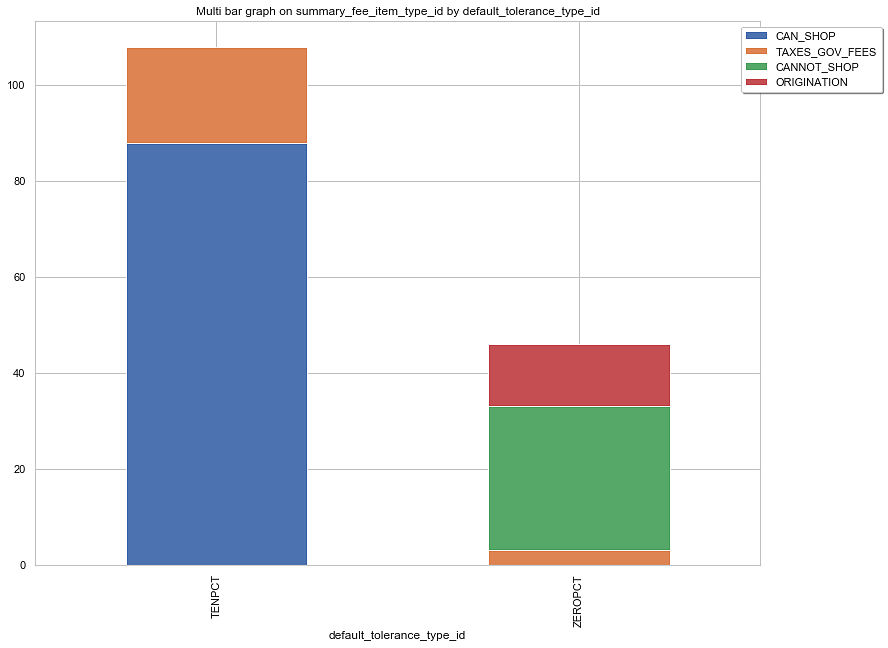 Multi bar graph on summary_fee_item_type_id by default_tolerance_type_id
CAN_SHOP
TAXES_GOV_FEES
CANNOT_SHOP
ORIGINATION
100
80
60
40
20
0
TENPCT
ZEROPCT
default_tolerance_type_id